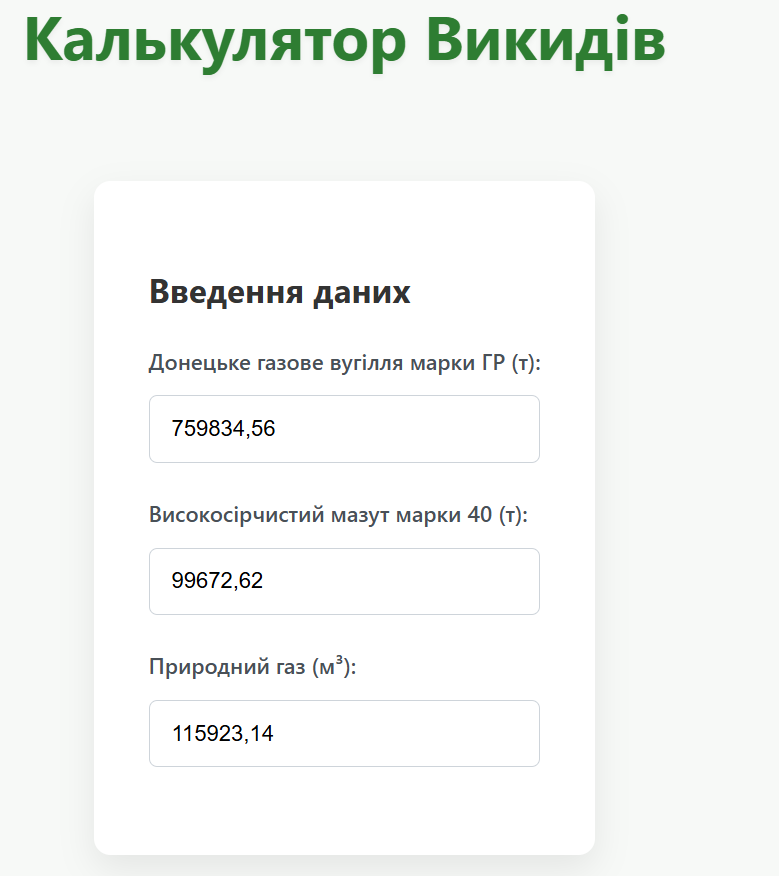 Калькулятор Викидів
Введення даних
Донецьке газове вугілля марки ГР (т):
759834,56
Високосірчистий мазут марки 40 (т):
99672,62
Природний газ (м³):
115923,14